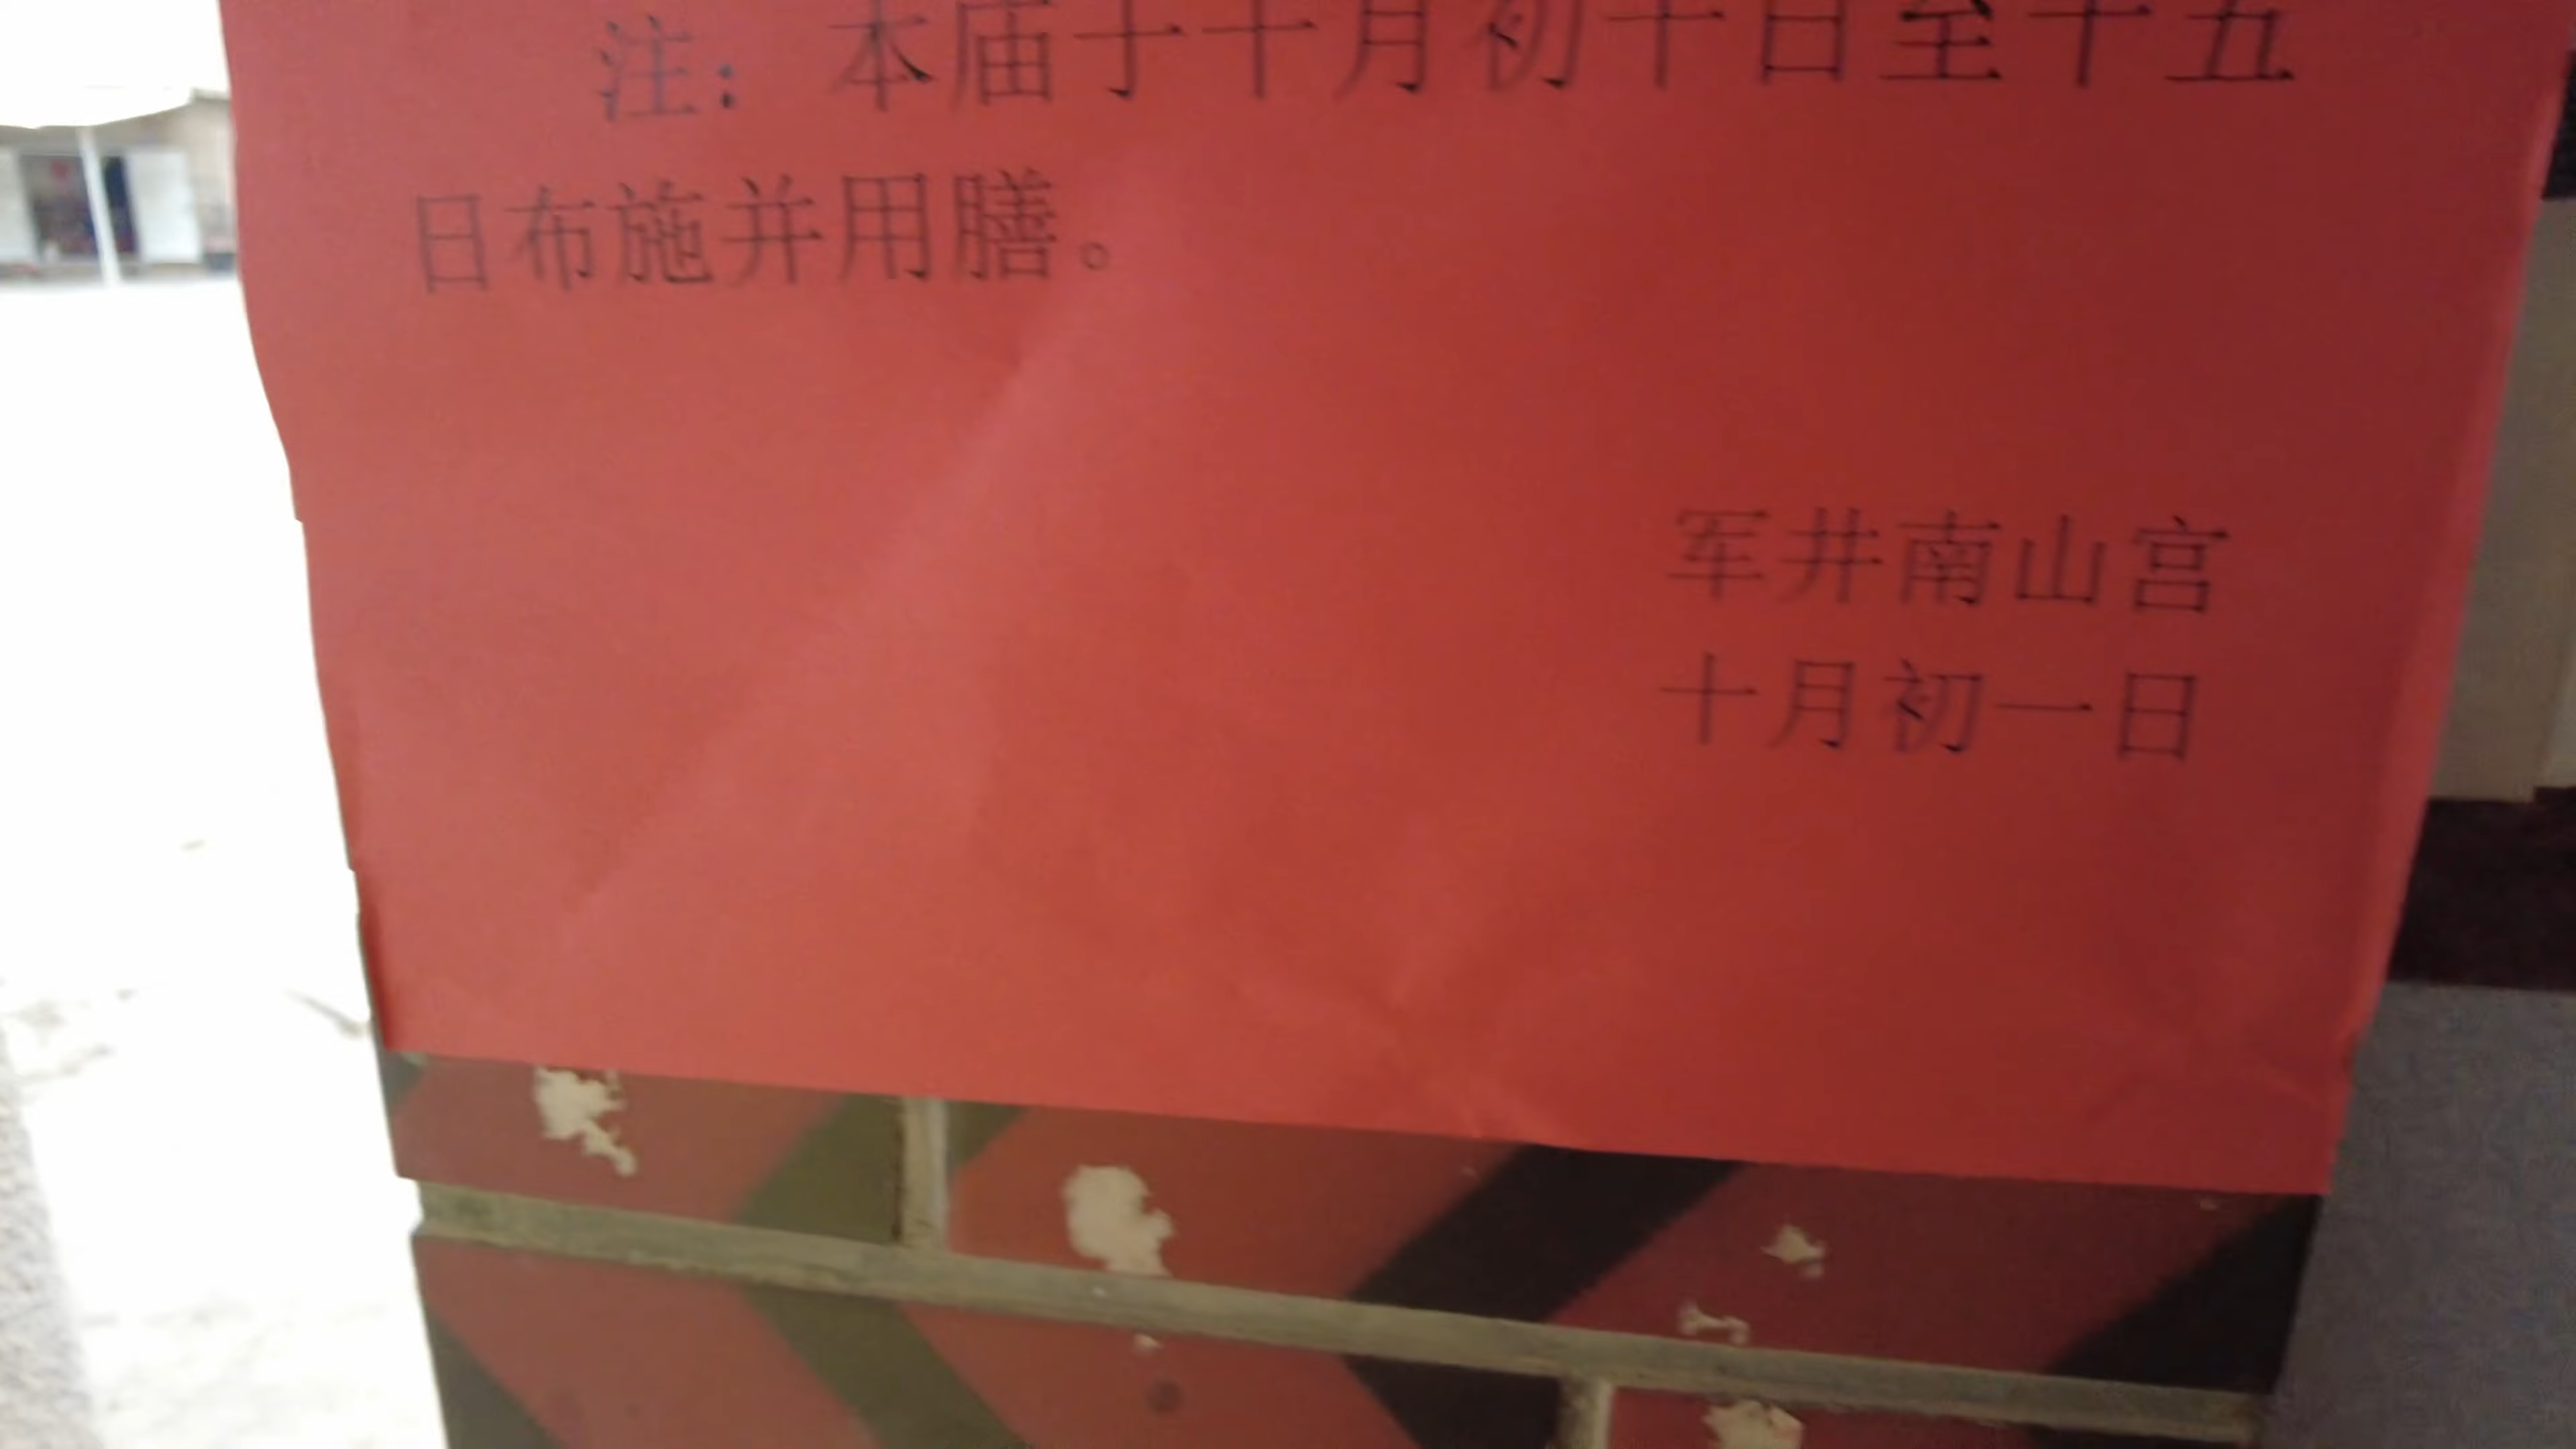 注：本庙于十月初十日至十五
日布施并用膳。
军井南山宫
十月初一日